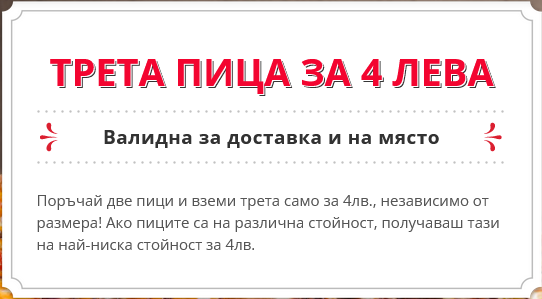 ТРЕТА ПИЦА ЗА 4 ЛЕВА
Валидна за доставка и на място
Поръчай две пици и вземи трета само за 4лв., независимо от
размера! Ако пиците са на различна стойност, получаваш тази
на най-ниска стойност за 4лв.